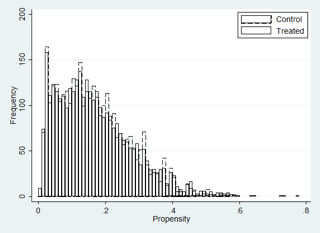 Control
Treated
Frequency
200
150
100
50
0
0
.2
.4
.6
.8
Propensity